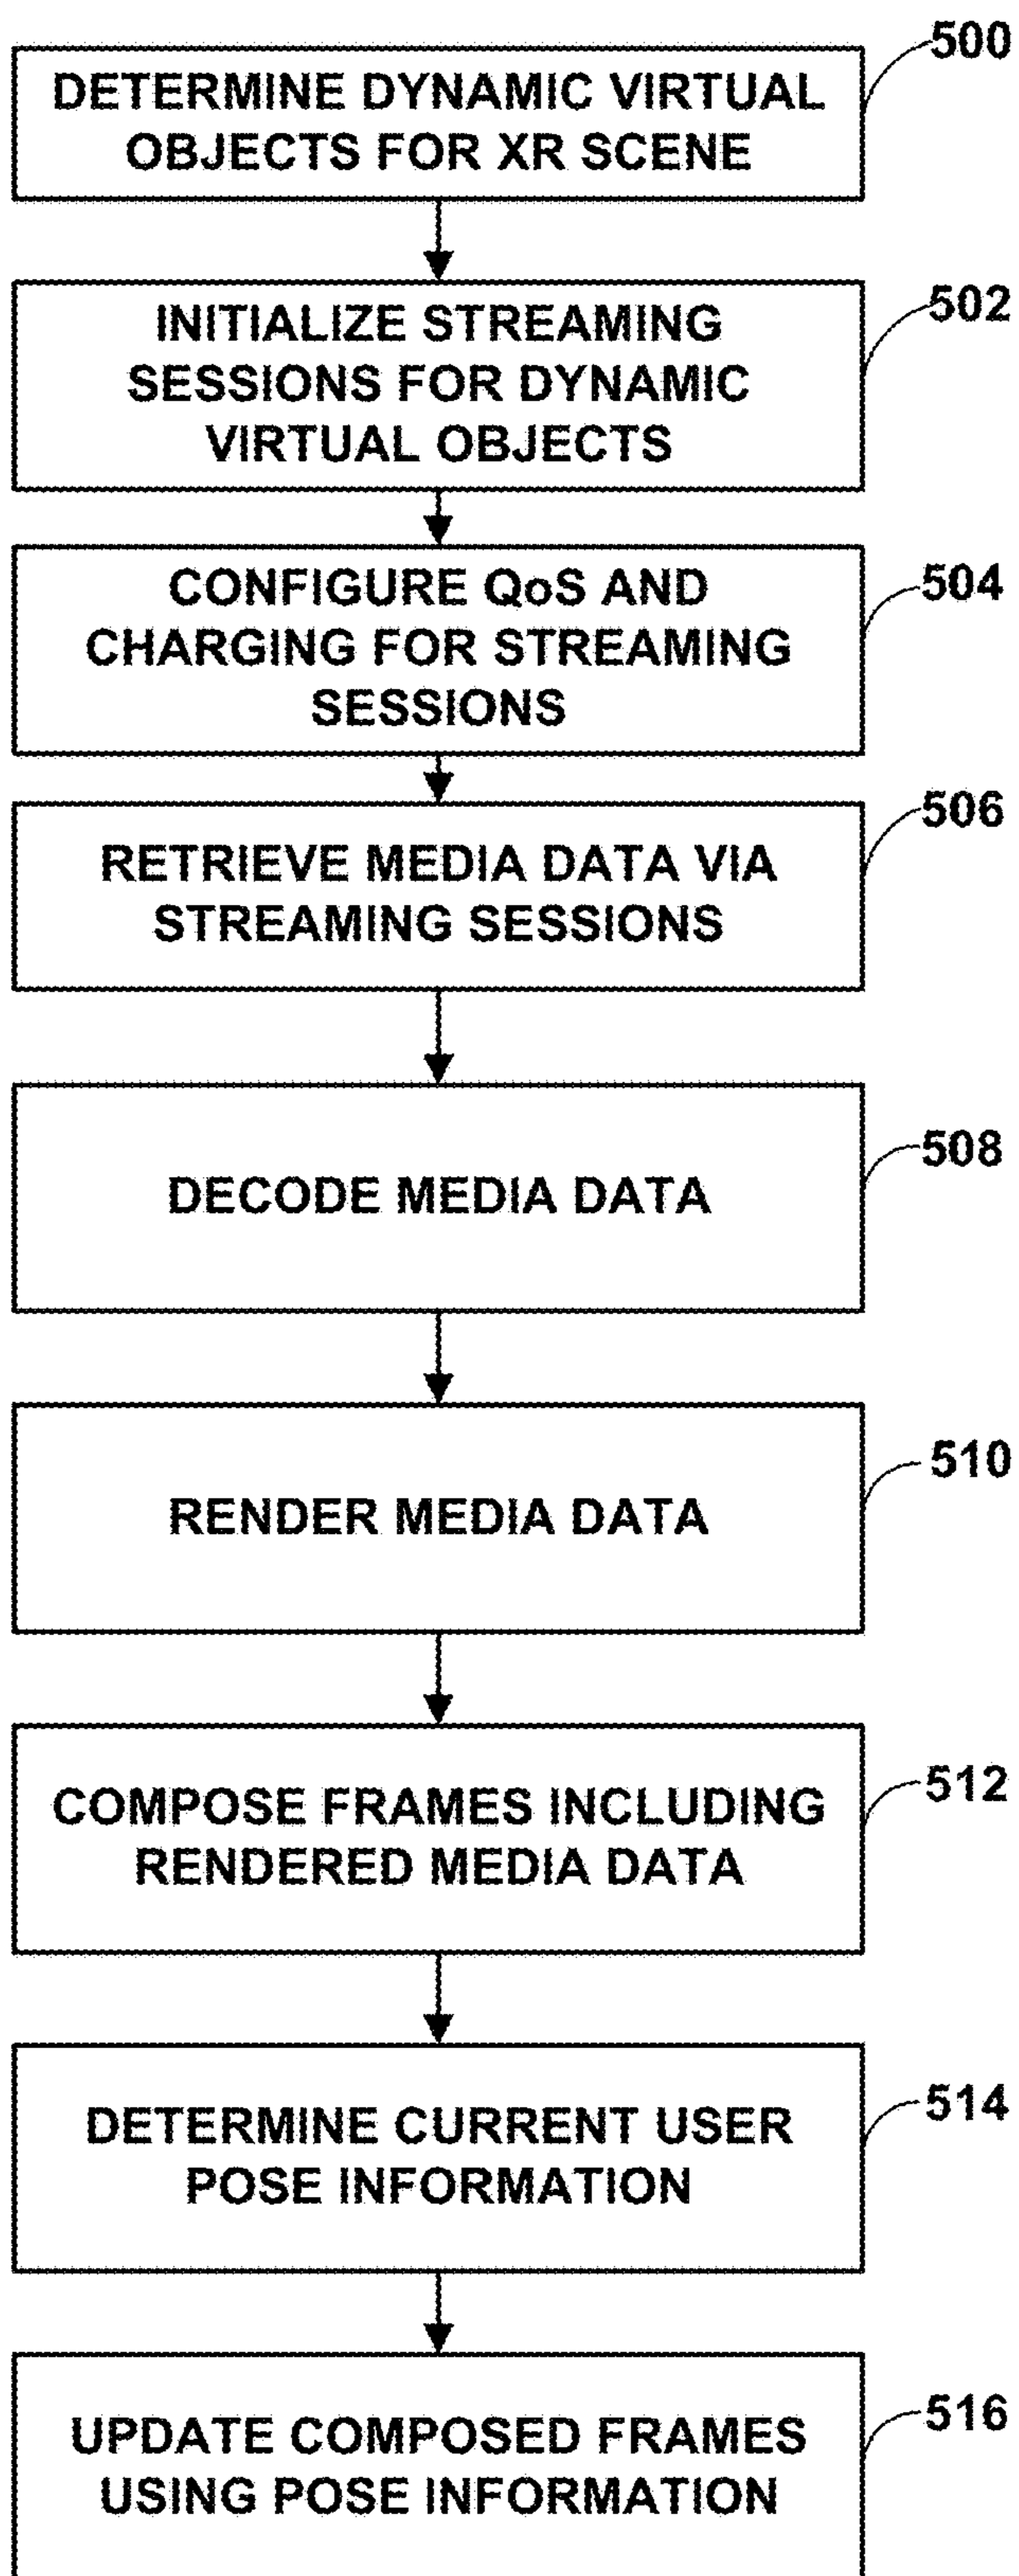 500
DETERMINE DYNAMIC VIRTUAL
OBJECTS FOR XR SCENE
502
INITIALIZE STREAMING
SESSIONS FOR DYNAMIC
VIRTUAL OBJECTS
504
CONFIGURE QoS AND
CHARGING FOR STREAMING
SESSIONS
506
RETRIEVE MEDIA DATA VIA
STREAMING SESSIONS
508
DECODE MEDIA DATA
510
RENDER MEDIA DATA
512
COMPOSE FRAMES INCLUDING
RENDERED MEDIA DATA
514
DETERMINE CURRENT USER
POSE INFORMATION
516
UPDATE COMPOSED FRAMES
USING POSE INFORMATION